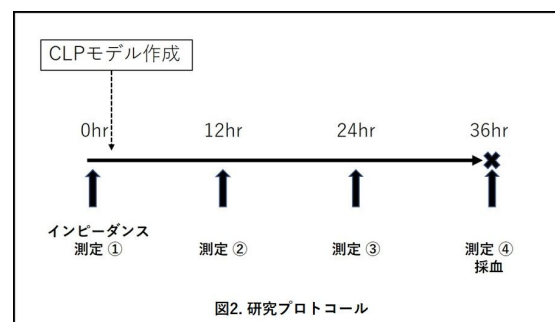 CLPモデル作成
0hr 12hr 24hr 36hr
インピーダンス
測定 ① 測定 ② 測定 ③ 測定 ④
採血
図2. 研究プロトコール